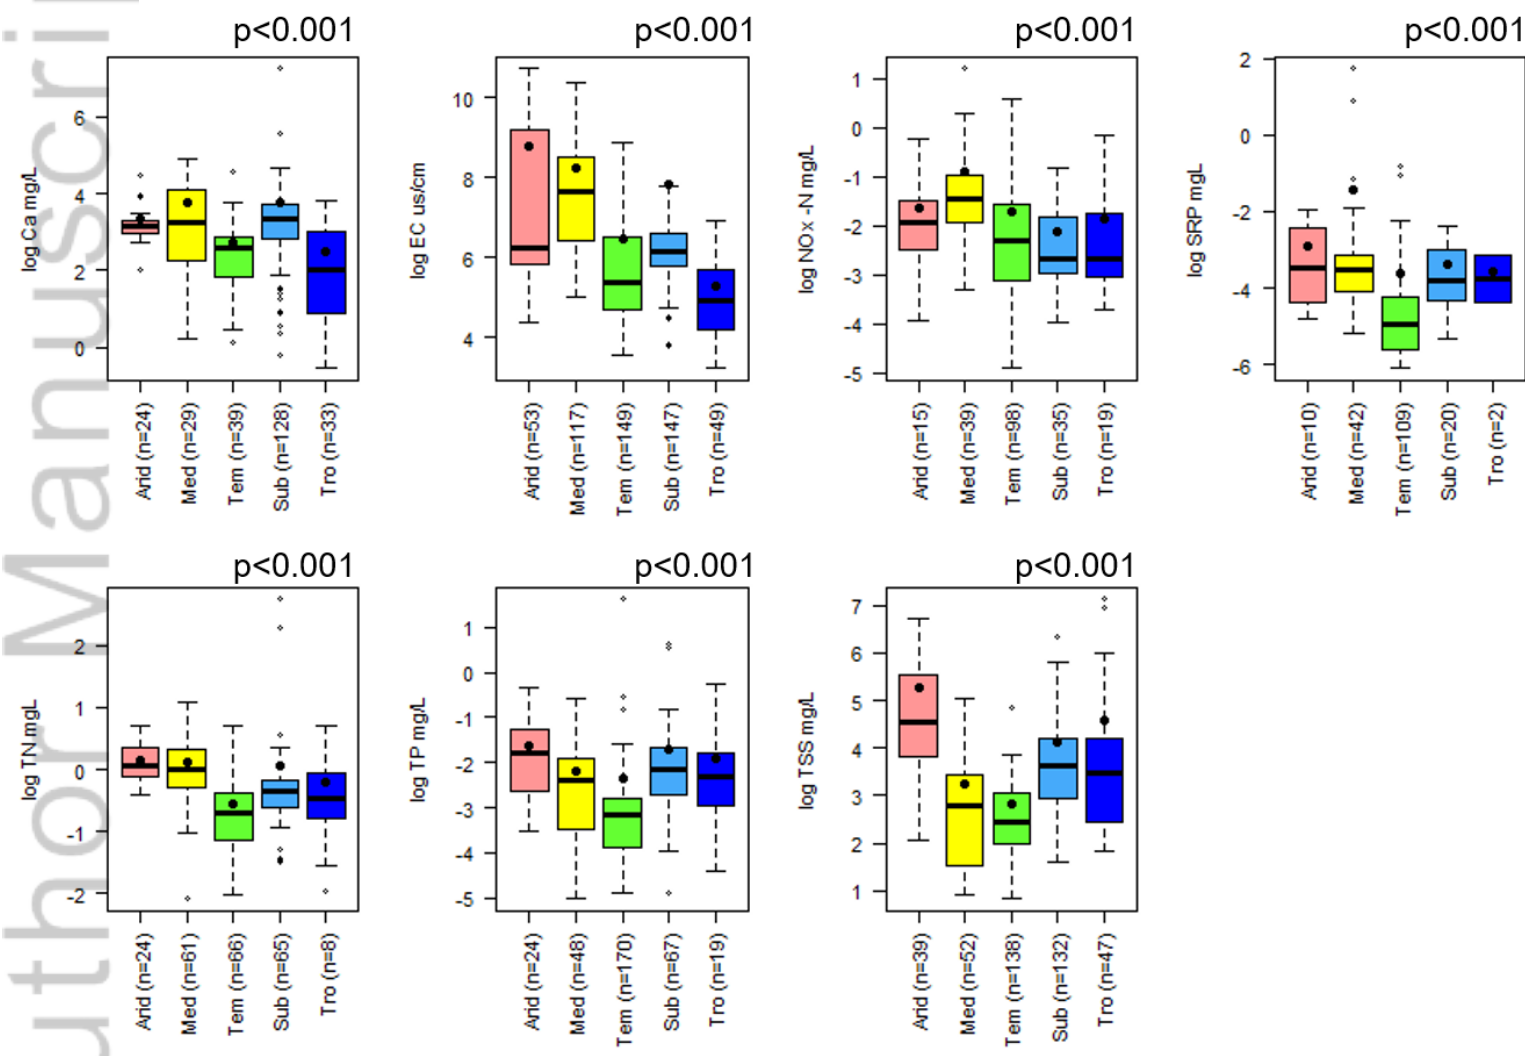 p<0.001
p<0.001
p<0.001
p<0.001
log Ca mg/L
6
4
2
0
Arid (n=24)
Med (n=29)
Tem (n=39)
Sub (n=128)
Tro (n=33)
log EC us/cm
10
8
6
4
Arid (n=53)
Med (n=117)
Tem (n=149)
Sub (n=147)
Tro (n=49)
log NOx -N mg/L
1
0
-1
-2
-3
-4
-5
Arid (n=15)
Med (n=39)
Tem (n=98)
Sub (n=35)
Tro (n=19)
log SRP mgL
2
0
-2
-4
-6
Arid (n=10)
Med (n=42)
Tem (n=109)
Sub (n=20)
Tro (n=2)
p<0.001
p<0.001
p<0.001
log TN mgL
2
1
0
-1
-2
Arid (n=24)
Med (n=61)
Tem (n=66)
Sub (n=65)
Tro (n=8)
log TP mg/L
1
0
-1
-2
-3
-4
-5
Arid (n=24)
Med (n=48)
Tem (n=170)
Sub (n=67)
Tro (n=19)
log TSS mg/L
7
6
5
4
3
2
1
Arid (n=39)
Med (n=52)
Tem (n=138)
Sub (n=132)
Tro (n=47)
uthor Manuscri